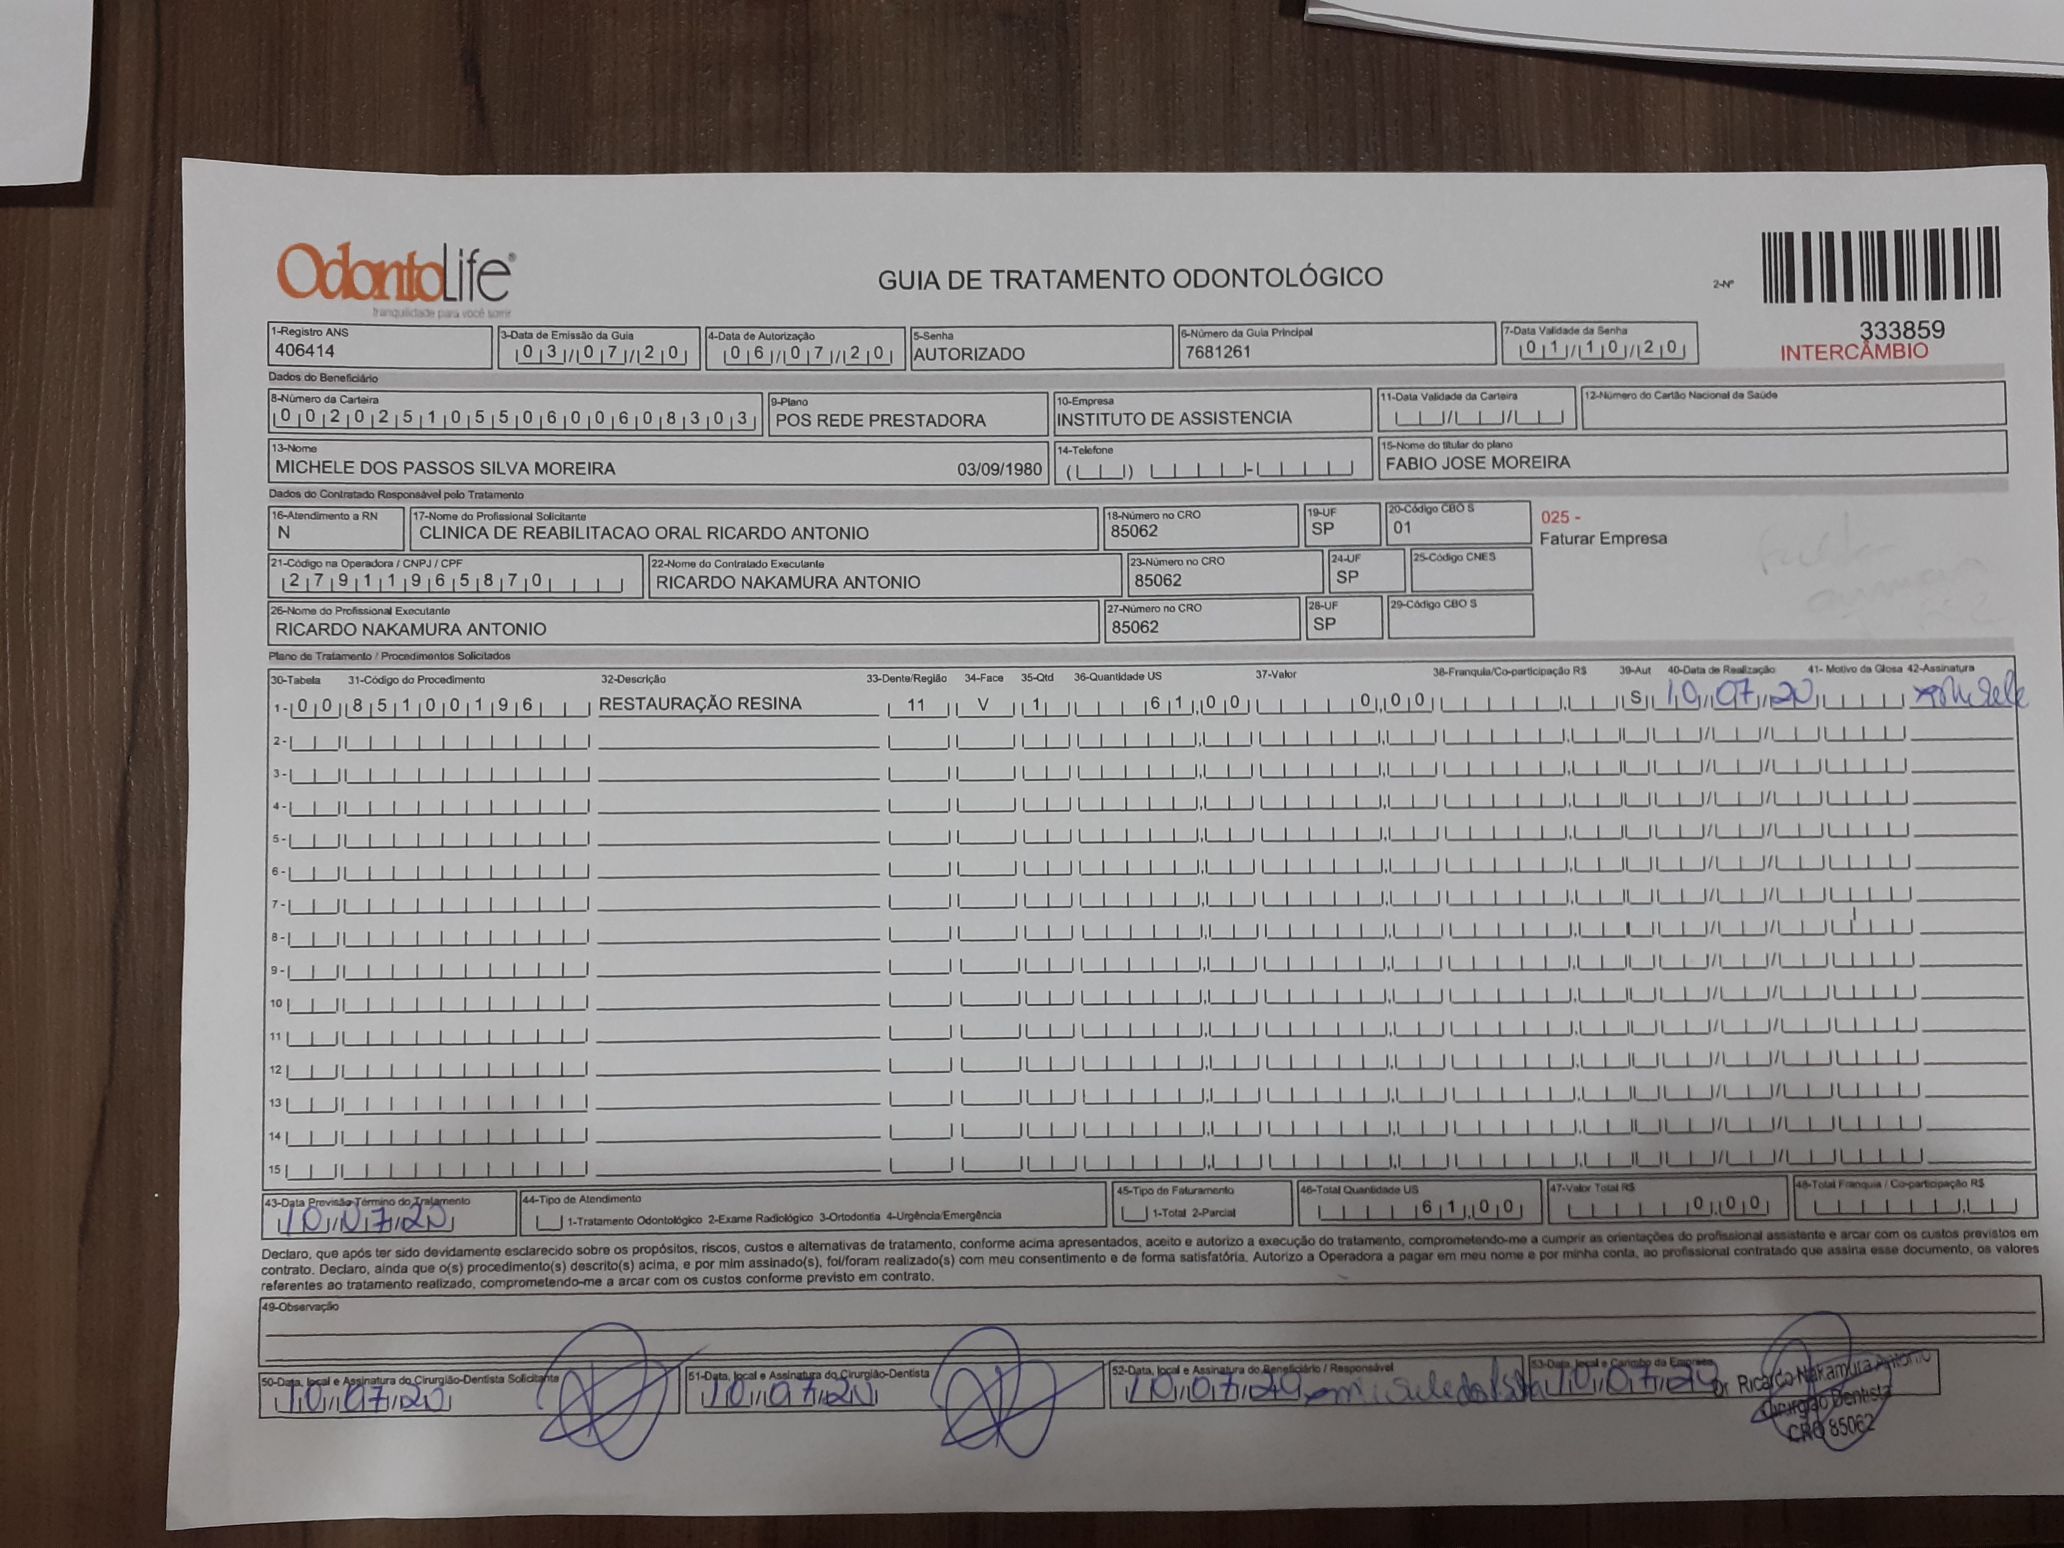 OdontoLife®
tranquilidade para você sorrir
GUIA DE TRATAMENTO ODONTOLÓGICO
2-Nº
333859
INTERCÂMBIO
1-Registro ANS
406414
3-Data de Emissão da Guia
03/07/20
4-Data de Autorização
06/07/20
5-Senha
AUTORIZADO
6-Número da Guia Principal
7681261
7-Data Validade da Senha
01/10/20
Dados do Beneficiário
8-Número da Carteira
00202510550600608303
9-Plano
POS REDE PRESTADORA
10-Empresa
INSTITUTO DE ASSISTENCIA
11-Data Validade da Carteira
12-Número do Cartão Nacional de Saúde
13-Nome
MICHELE DOS PASSOS SILVA MOREIRA 03/09/1980
14-Telefone
15-Nome do titular do plano
FABIO JOSE MOREIRA
Dados do Contratado Responsável pelo Tratamento
16-Atendimento a RN
N
17-Nome do Profissional Solicitante
CLINICA DE REABILITACAO ORAL RICARDO ANTONIO
18-Número no CRO
85062
19-UF
SP
20-Código CBO S
01
025 -
Faturar Empresa
21-Código na Operadora / CNPJ / CPF
27911965870
22-Nome do Contratado Executante
RICARDO NAKAMURA ANTONIO
23-Número no CRO
85062
24-UF
SP
25-Código CNES
26-Nome do Profissional Executante
RICARDO NAKAMURA ANTONIO
27-Número no CRO
85062
28-UF
SP
29-Código CBO S
Plano de Tratamento / Procedimentos Solicitados
30-Tabela 31-Código do Procedimento 32-Descrição 33-Dente/Região 34-Face 35-Qtd 36-Quantidade US 37-Valor 38-Franquia/Co-participação R$ 39-Aut 40-Data de Realização 41- Motivo da Glosa 42-Assinatura
1- 00 85100196 RESTAURAÇÃO RESINA 11 V 1 61,00 0,00 S 10/07/20 Michele
2-
3-
4-
5-
6-
7-
8-
9-
10
11
12
13
14
15
43-Data Previsão Término do Tratamento
10/07/20
44-Tipo de Atendimento
1-Tratamento Odontológico 2-Exame Radiológico 3-Ortodontia 4-Urgência/Emergência
45-Tipo de Faturamento
1-Total 2-Parcial
46-Total Quantidade US
61,00
47-Valor Total R$
0,00
48-Total Franquia / Co-participação R$
Declaro, que após ter sido devidamente esclarecido sobre os propósitos, riscos, custos e alternativas de tratamento, conforme acima apresentados, aceito e autorizo a execução do tratamento, comprometendo-me a cumprir as orientações do profissional assistente e arcar com os custos previstos em
contrato. Declaro, ainda que o(s) procedimento(s) descrito(s) acima, e por mim assinado(s), foi/foram realizado(s) com meu consentimento e de forma satisfatória. Autorizo a Operadora a pagar em meu nome e por minha conta, ao profissional contratado que assina esse documento, os valores
referentes ao tratamento realizado, comprometendo-me a arcar com os custos conforme previsto em contrato.
49-Observação
50-Data, local e Assinatura do Cirurgião-Dentista Solicitante
10/07/20
51-Data, local e Assinatura do Cirurgião-Dentista
10/07/20
52-Data, local e Assinatura do Beneficiário / Responsável
10/07/20
53-Data, local e Carimbo da Empresa
10/07/20
Dr Ricardo Nakamura Antonio
Cirurgião Dentista
CRO 85062